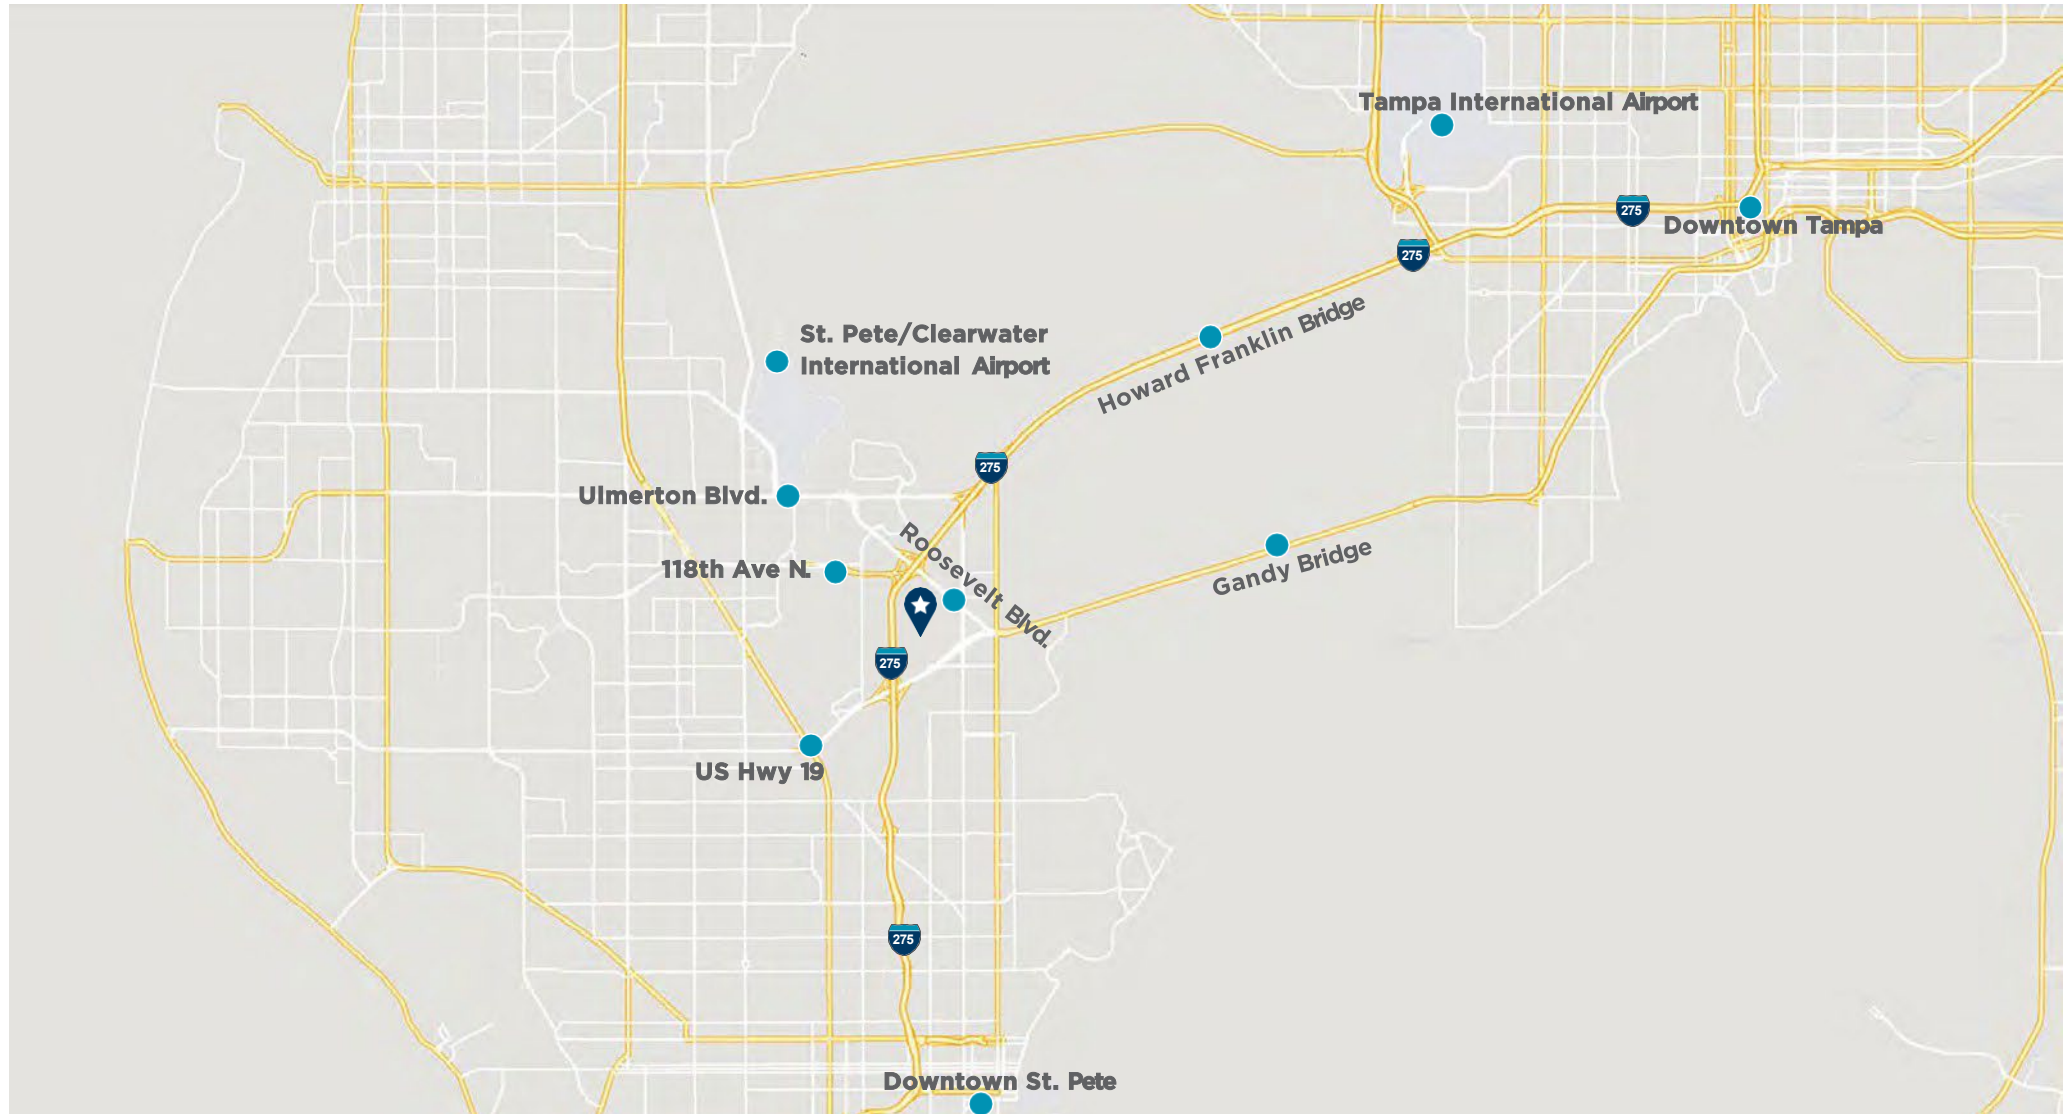 Tampa International Airport
275
Downtown Tampa
275
Howard Franklin Bridge
St. Pete/Clearwater
International Airport
275
Ulmerton Blvd.
Roosevelt Blvd.
118th Ave N.
Gandy Bridge
275
US Hwy 19
275
Downtown St. Pete